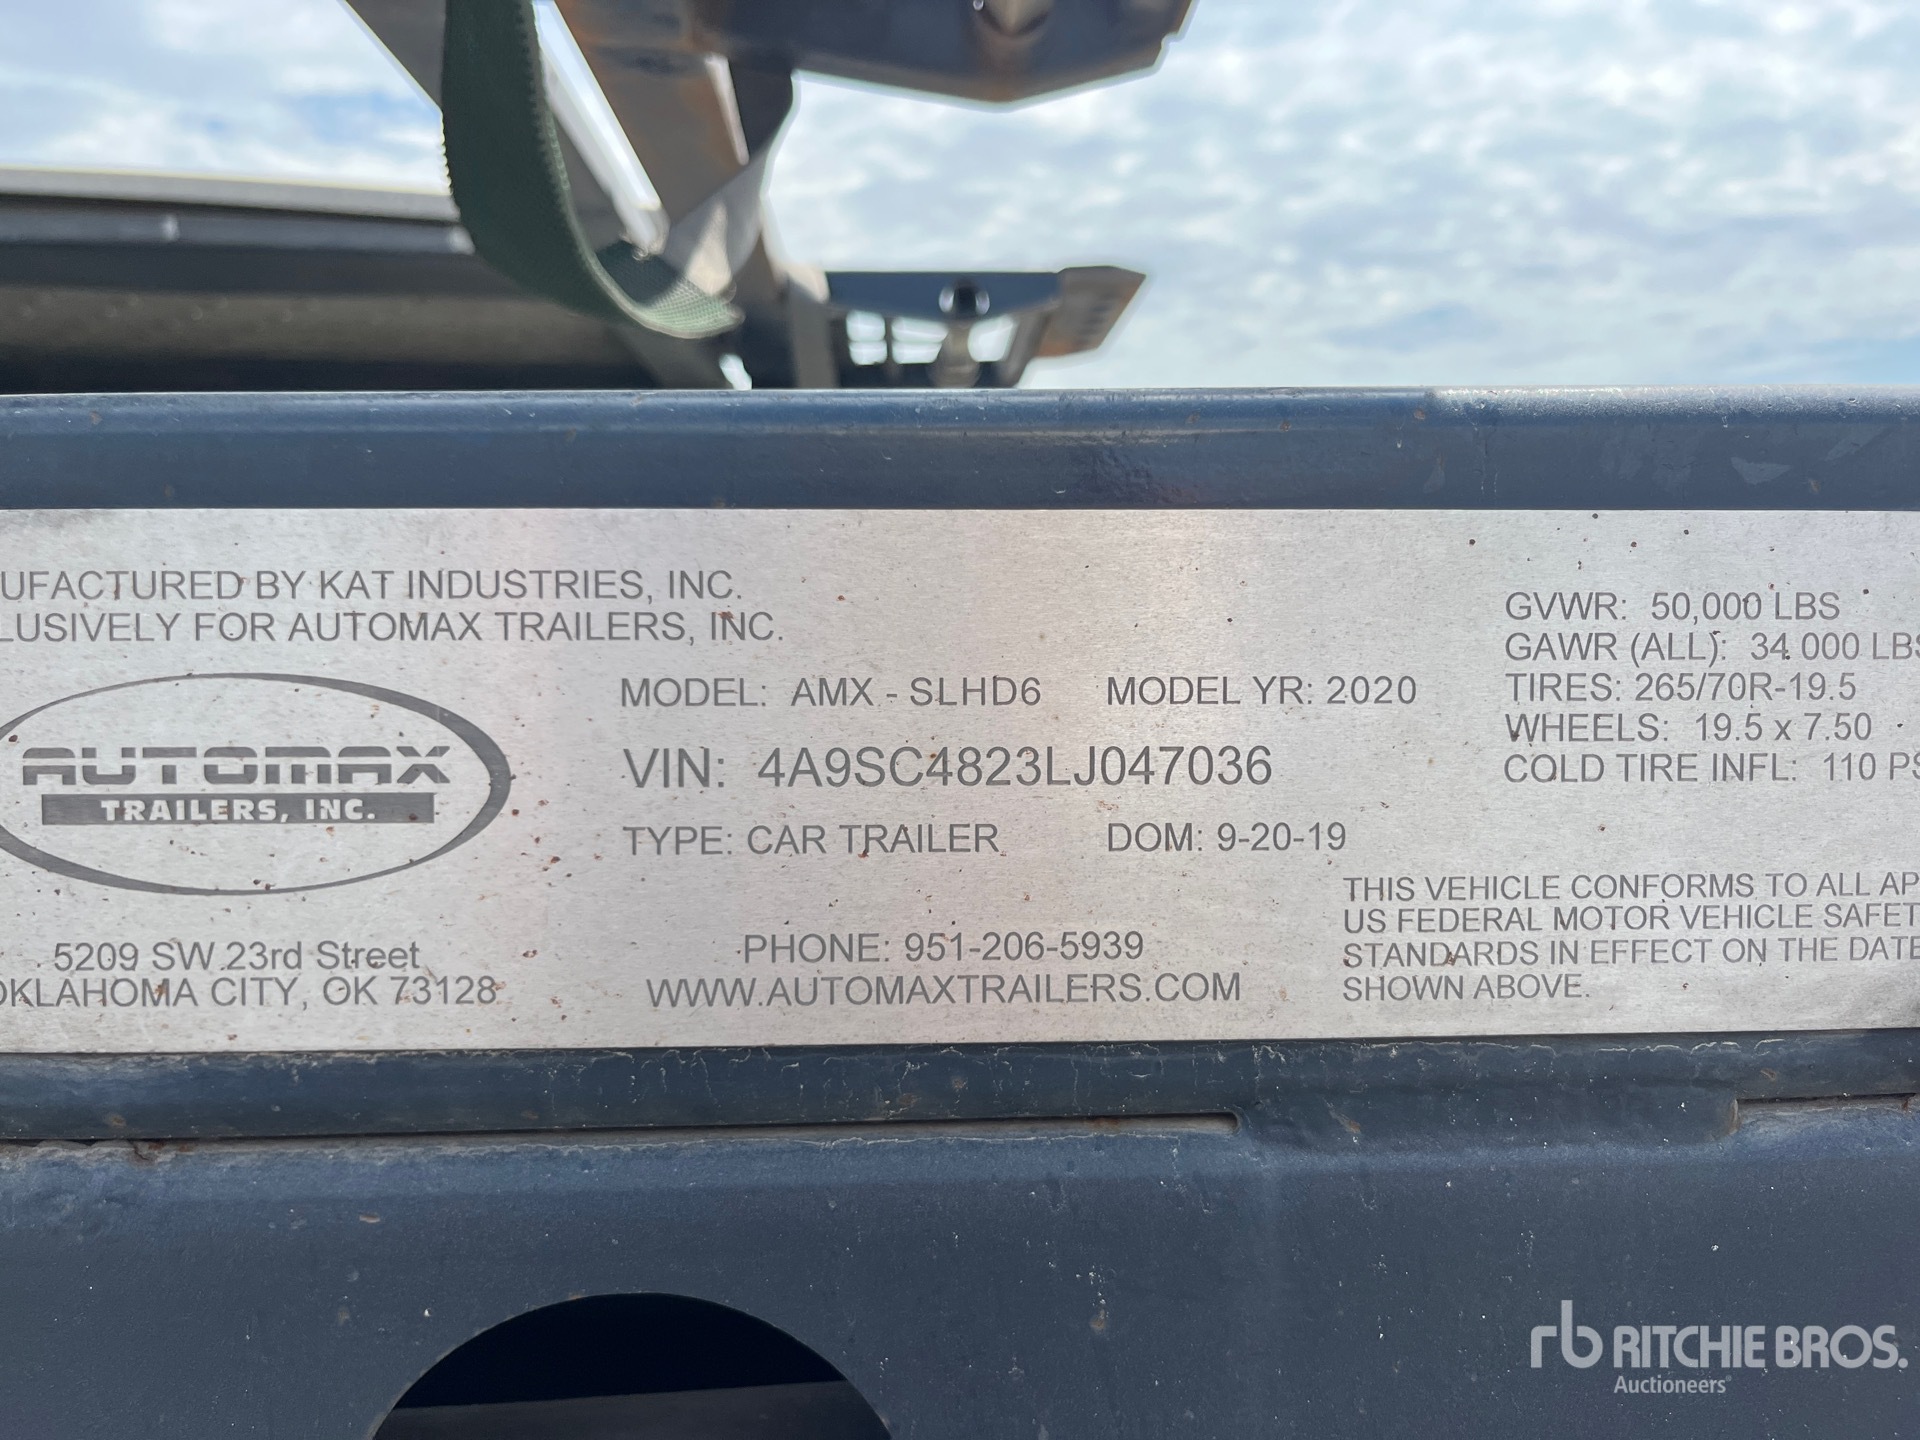 UFACTURED BY KAT INDUSTRIES, INC.
LUSIVELY FOR AUTOMAX TRAILERS, INC.
AUTOMAX
TRAILERS, INC.
5209 SW 23rd Street
OKLAHOMA CITY, OK 73128
MODEL: AMX - SLHD6 MODEL YR: 2020
VIN: 4A9SC4823LJ047036
TYPE: CAR TRAILER DOM: 9-20-19
PHONE: 951-206-5939
WWW.AUTOMAXTRAILERS.COM
GVWR: 50,000 LBS
GAWR (ALL): 34 000 LBS
TIRES: 265/70R-19.5
WHEELS: 19.5 x 7.50
COLD TIRE INFL: 110 PS
THIS VEHICLE CONFORMS TO ALL AP
US FEDERAL MOTOR VEHICLE SAFET
STANDARDS IN EFFECT ON THE DATE
SHOWN ABOVE.
rb RITCHIE BROS.
Auctioneers